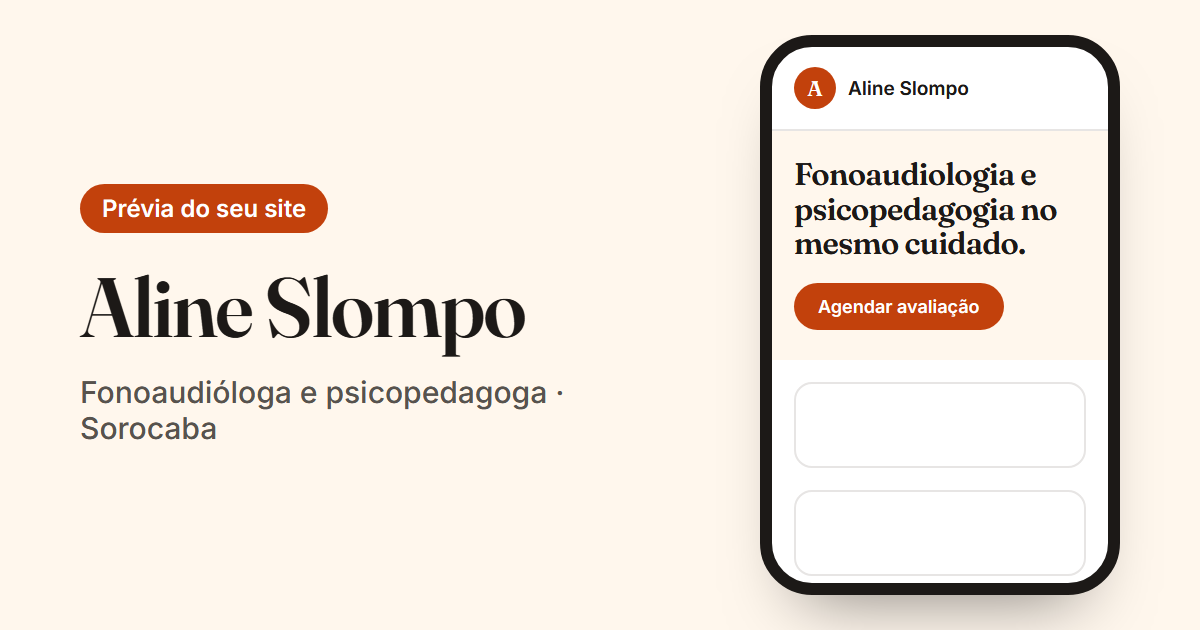 Prévia do seu site
Aline Slompo
Fonoaudióloga e psicopedagoga ·
Sorocaba
A
Aline Slompo
Fonoaudiologia e
psicopedagogia no
mesmo cuidado.
Agendar avaliação